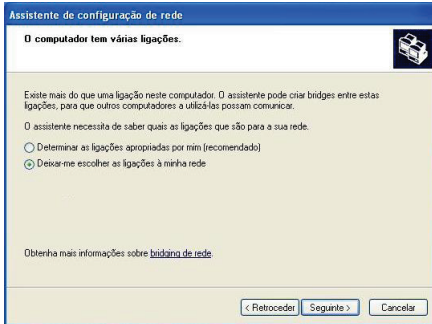 Assistente de configuração de rede
O computador tem várias ligações.
Existe mais do que uma ligação neste computador. O assistente pode criar bridges entre estas
ligações, para que outros computadores a utilizá-las possam comunicar.
O assistente necessita de saber quais as ligações que são para a sua rede.
Determinar as ligações apropriadas por mim (recomendado)
Deixar-me escolher as ligações à minha rede
Obtenha mais informações sobre bridging de rede.
< Retroceder
Seguinte >
Cancelar